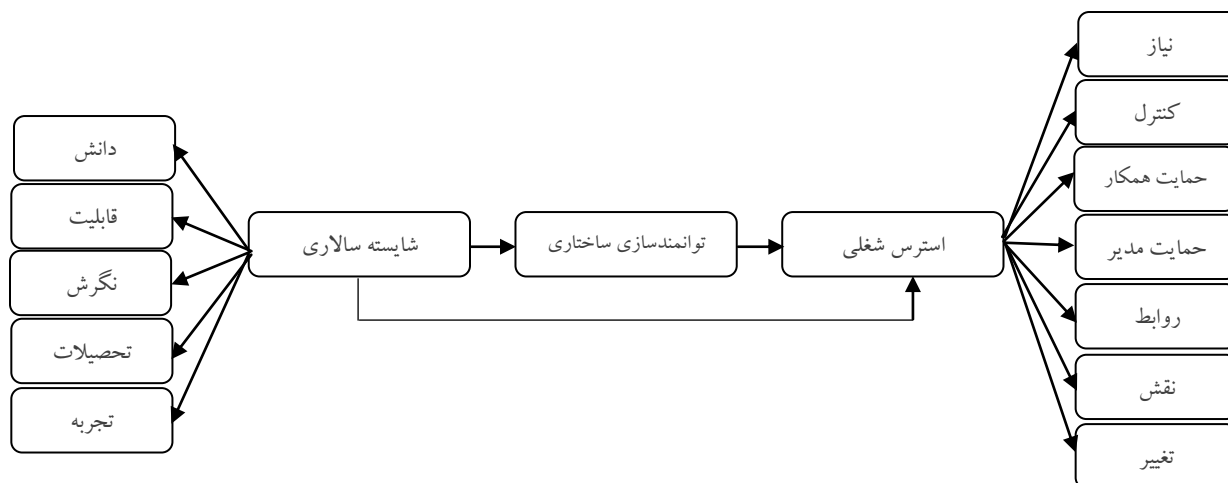 نیاز
کنترل
حمایت همکار
حمایت مدیر
روابط
نقش
تغییر
استرس شغلی
توانمندسازی ساختاری
شایسته سالاری
دانش
قابلیت
نگرش
تحصیلات
تجربه